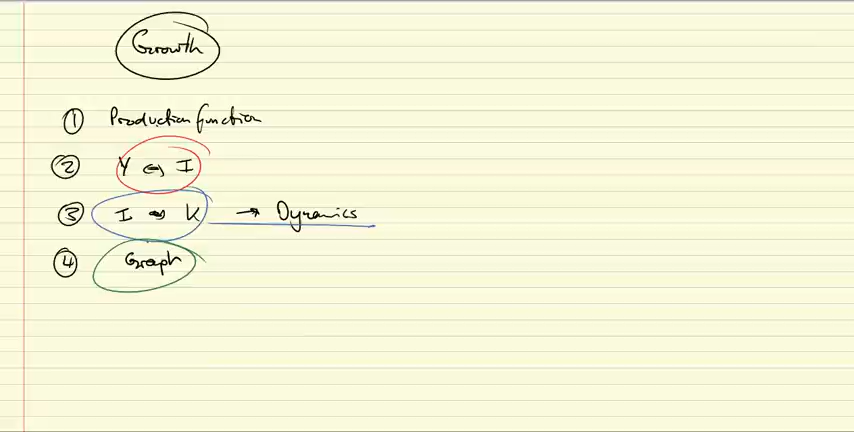 Growth
① Production function
② Y ⇔ I
③ I ⇔ K → Dynamics
④ Graph